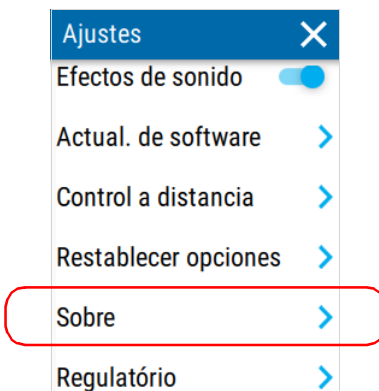 Ajustes
Efectos de sonido
Actual. de software
Control a distancia
Restablecer opciones
Sobre
Regulatório